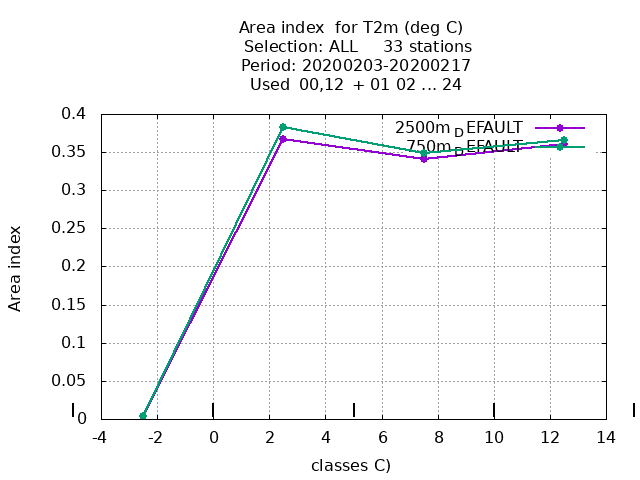 Area index  for T2m (deg C)
Selection: ALL     33 stations
Period: 20200203-20200217
Used  00,12  + 01 02 ... 24
0.4
0.35
0.3
0.25
0.2
0.15
0.1
0.05
0
Area index
2500m_DEFAULT
750m_DEFAULT
-4 -2 0 2 4 6 8 10 12 14
classes C)